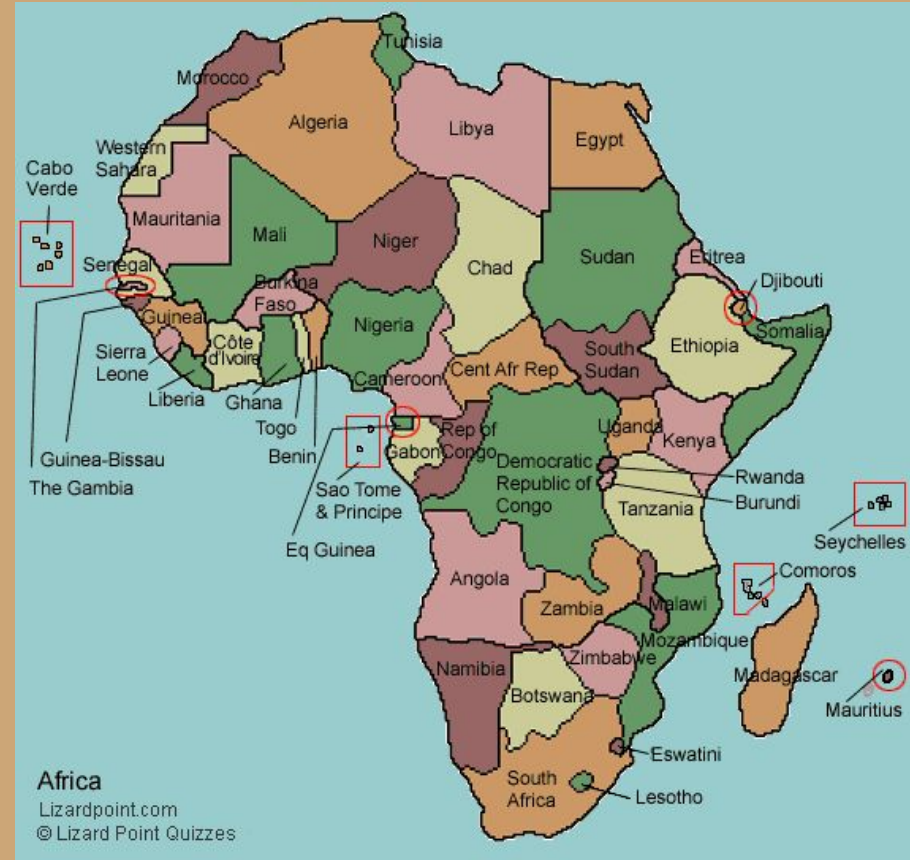 Tunisia
Morocco
Algeria
Libya
Egypt
Western
Sahara
Cabo
Verde
Mauritania
Mali
Niger
Chad
Sudan
Eritrea
Djibouti
Senegal
Burkina
Faso
Guinea
Nigeria
Somalia
Ethiopia
Côte
d'Ivoire
South
Sudan
Sierra
Leone
Cent Afr Rep
Cameroon
Liberia
Ghana
Togo
Benin
Uganda
Kenya
Rep of
Congo
Gabon
Guinea-Bissau
The Gambia
Democratic
Republic of
Congo
Rwanda
Burundi
Sao Tome
& Principe
Tanzania
Seychelles
Eq Guinea
Comoros
Angola
Zambia
Malawi
Mozambique
Zimbabwe
Namibia
Madagascar
Botswana
Mauritius
Eswatini
South
Africa
Lesotho
Africa
Lizardpoint.com
© Lizard Point Quizzes